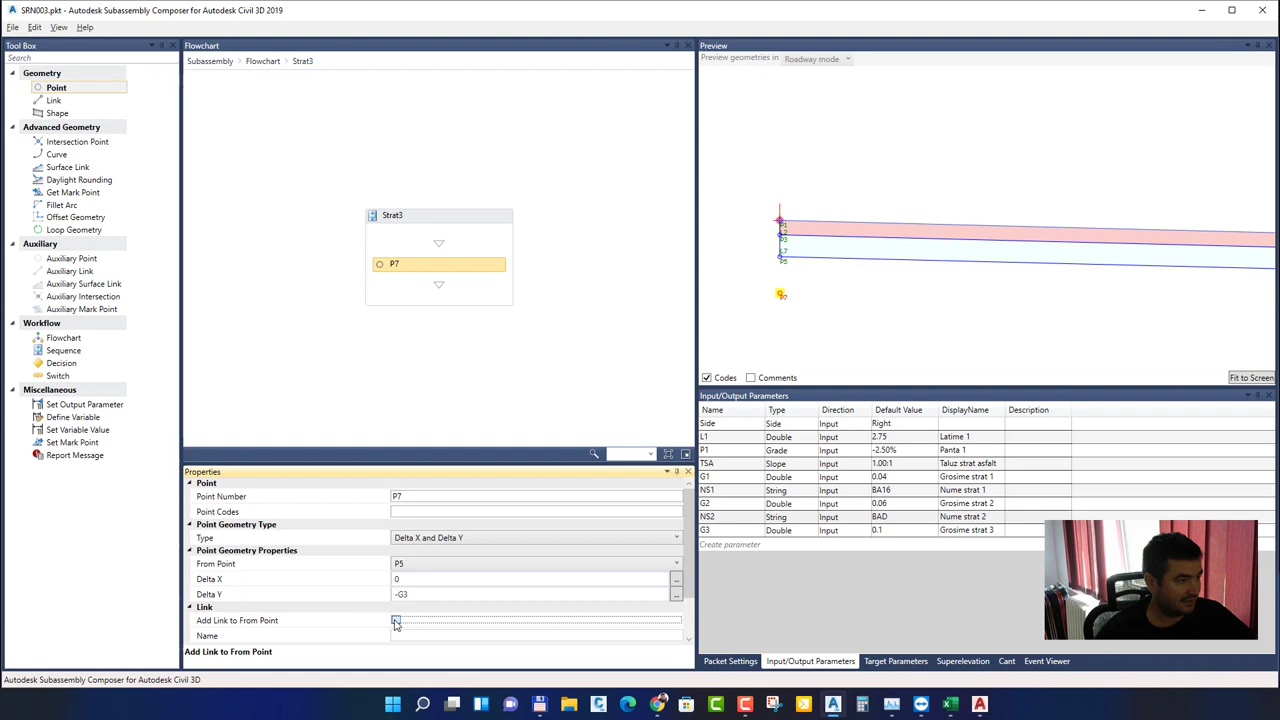 SRN003.pkt - Autodesk Subassembly Composer for Autodesk Civil 3D 2019
File Edit View Help
Tool Box
Search
Geometry
Point
Link
Shape
Advanced Geometry
Intersection Point
Curve
Surface Link
Daylight Rounding
Get Mark Point
Fillet Arc
Offset Geometry
Loop Geometry
Auxiliary
Auxiliary Point
Auxiliary Link
Auxiliary Surface Link
Auxiliary Intersection
Auxiliary Mark Point
Workflow
Flowchart
Sequence
Decision
Switch
Miscellaneous
Set Output Parameter
Define Variable
Set Variable Value
Set Mark Point
Report Message
Flowchart
Subassembly > Flowchart > Strat3
Strat3
P7
Properties
Point
Point Number P7
Point Codes
Point Geometry Type
Type Delta X and Delta Y
Point Geometry Properties
From Point P5
Delta X 0 ...
Delta Y -G3 ...
Link
Add Link to From Point
Name
Add Link to From Point
Preview
Preview geometries in Roadway mode
P1
L2
P3
L7
P5
P7
Codes Comments Fit to Screen
Input/Output Parameters
Name Type Direction Default Value DisplayName Description
Side Input Right
L1 Double Input 2.75 Latime 1
P1 Grade Input -2.50% Panta 1
TSA Slope Input 1.00:1 Taluz strat asfalt
G1 Double Input 0.04 Grosime strat 1
NS1 String Input BA16 Nume strat 1
G2 Double Input 0.06 Grosime strat 2
NS2 String Input BAD Nume strat 2
G3 Double Input 0.1 Grosime strat 3
Create parameter
Packet Settings Input/Output Parameters Target Parameters Superelevation Cant Event Viewer
Autodesk Subassembly Composer for Autodesk Civil 3D